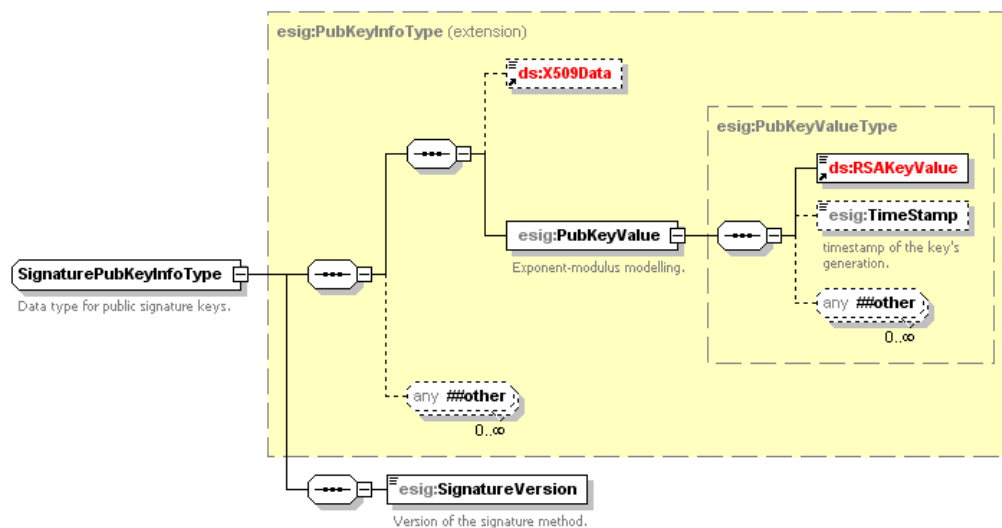 esig:PubKeyInfoType (extension)
ds:X509Data
esig:PubKeyValueType
ds:RSAKeyValue
esig:PubKeyValue
Exponent-modulus modelling.
esig:TimeStamp
timestamp of the key's
generation.
SignaturePubKeyInfoType
Data type for public signature keys.
any ##other
0..∞
any ##other
0..∞
esig:SignatureVersion
Version of the signature method.